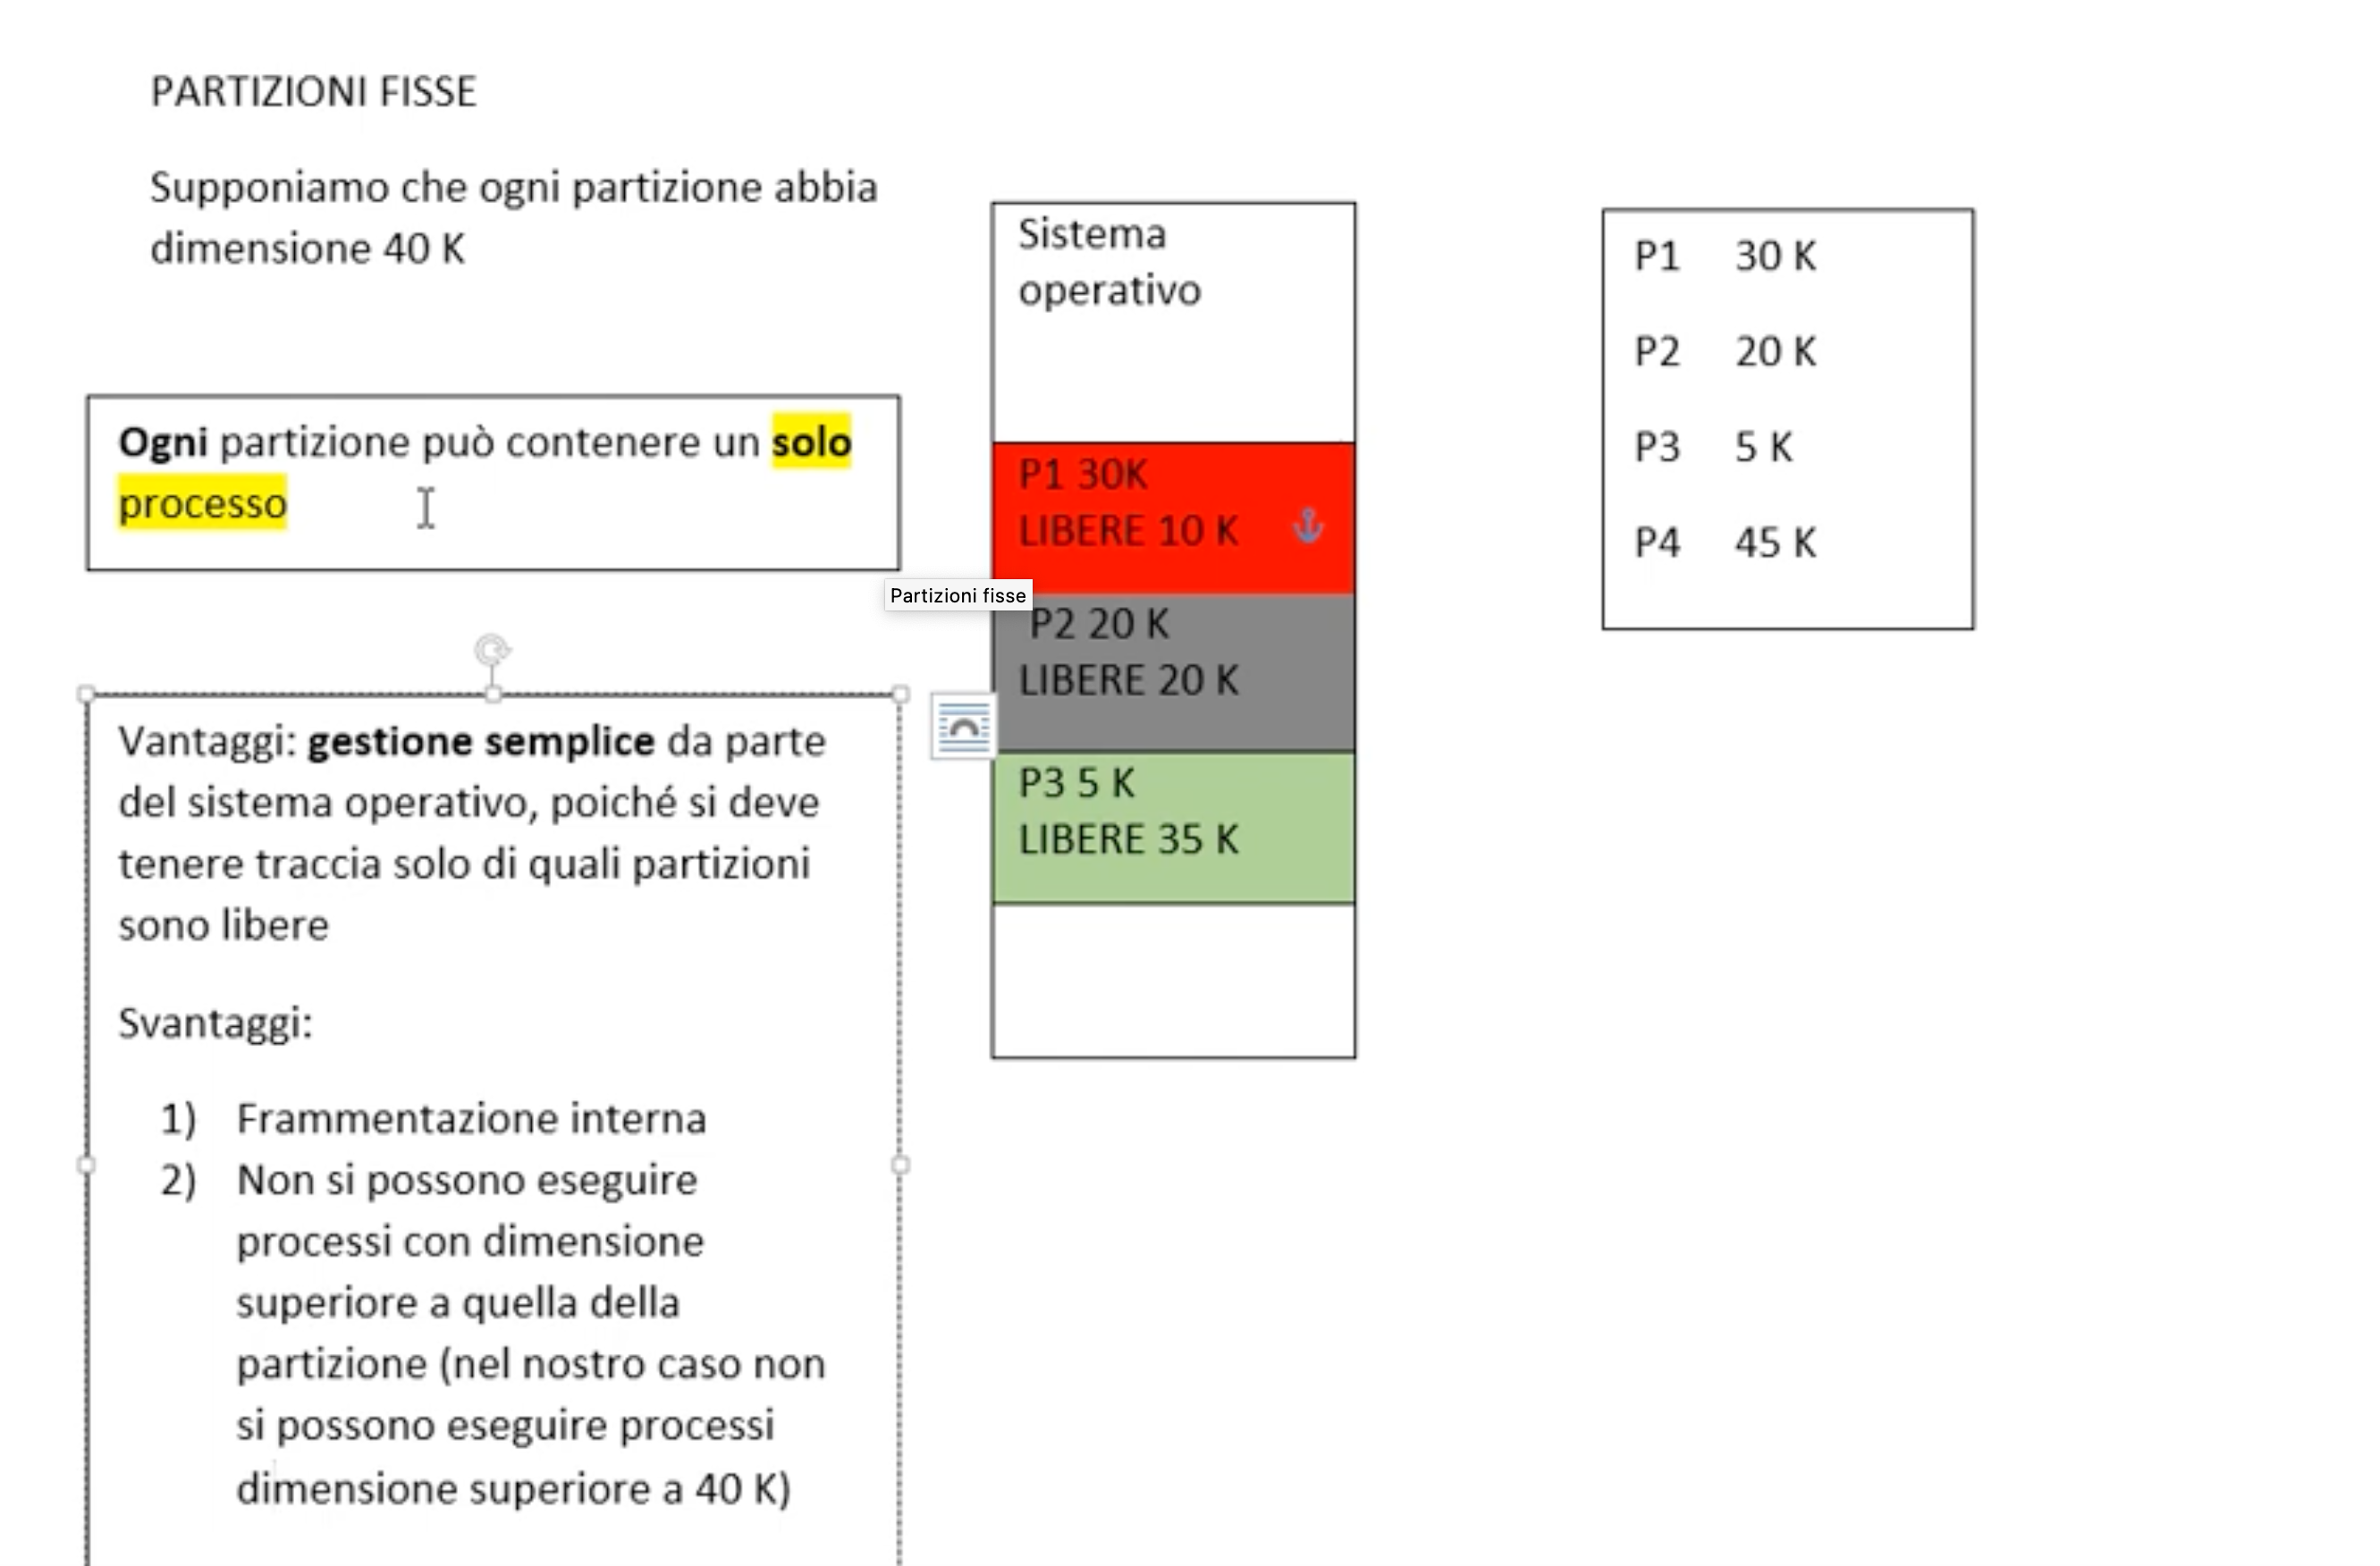 PARTIZIONI FISSE
Supponiamo che ogni partizione abbia
dimensione 40 K
Ogni partizione può contenere un solo
processo
Partizioni fisse
Vantaggi: gestione semplice da parte
del sistema operativo, poiché si deve
tenere traccia solo di quali partizioni
sono libere
Svantaggi:
1) Frammentazione interna
2) Non si possono eseguire
processi con dimensione
superiore a quella della
partizione (nel nostro caso non
si possono eseguire processi
dimensione superiore a 40 K)
Sistema
operativo
P1 30K
LIBERE 10 K
P2 20 K
LIBERE 20 K
P3 5 K
LIBERE 35 K
P1 30 K
P2 20 K
P3 5 K
P4 45 K